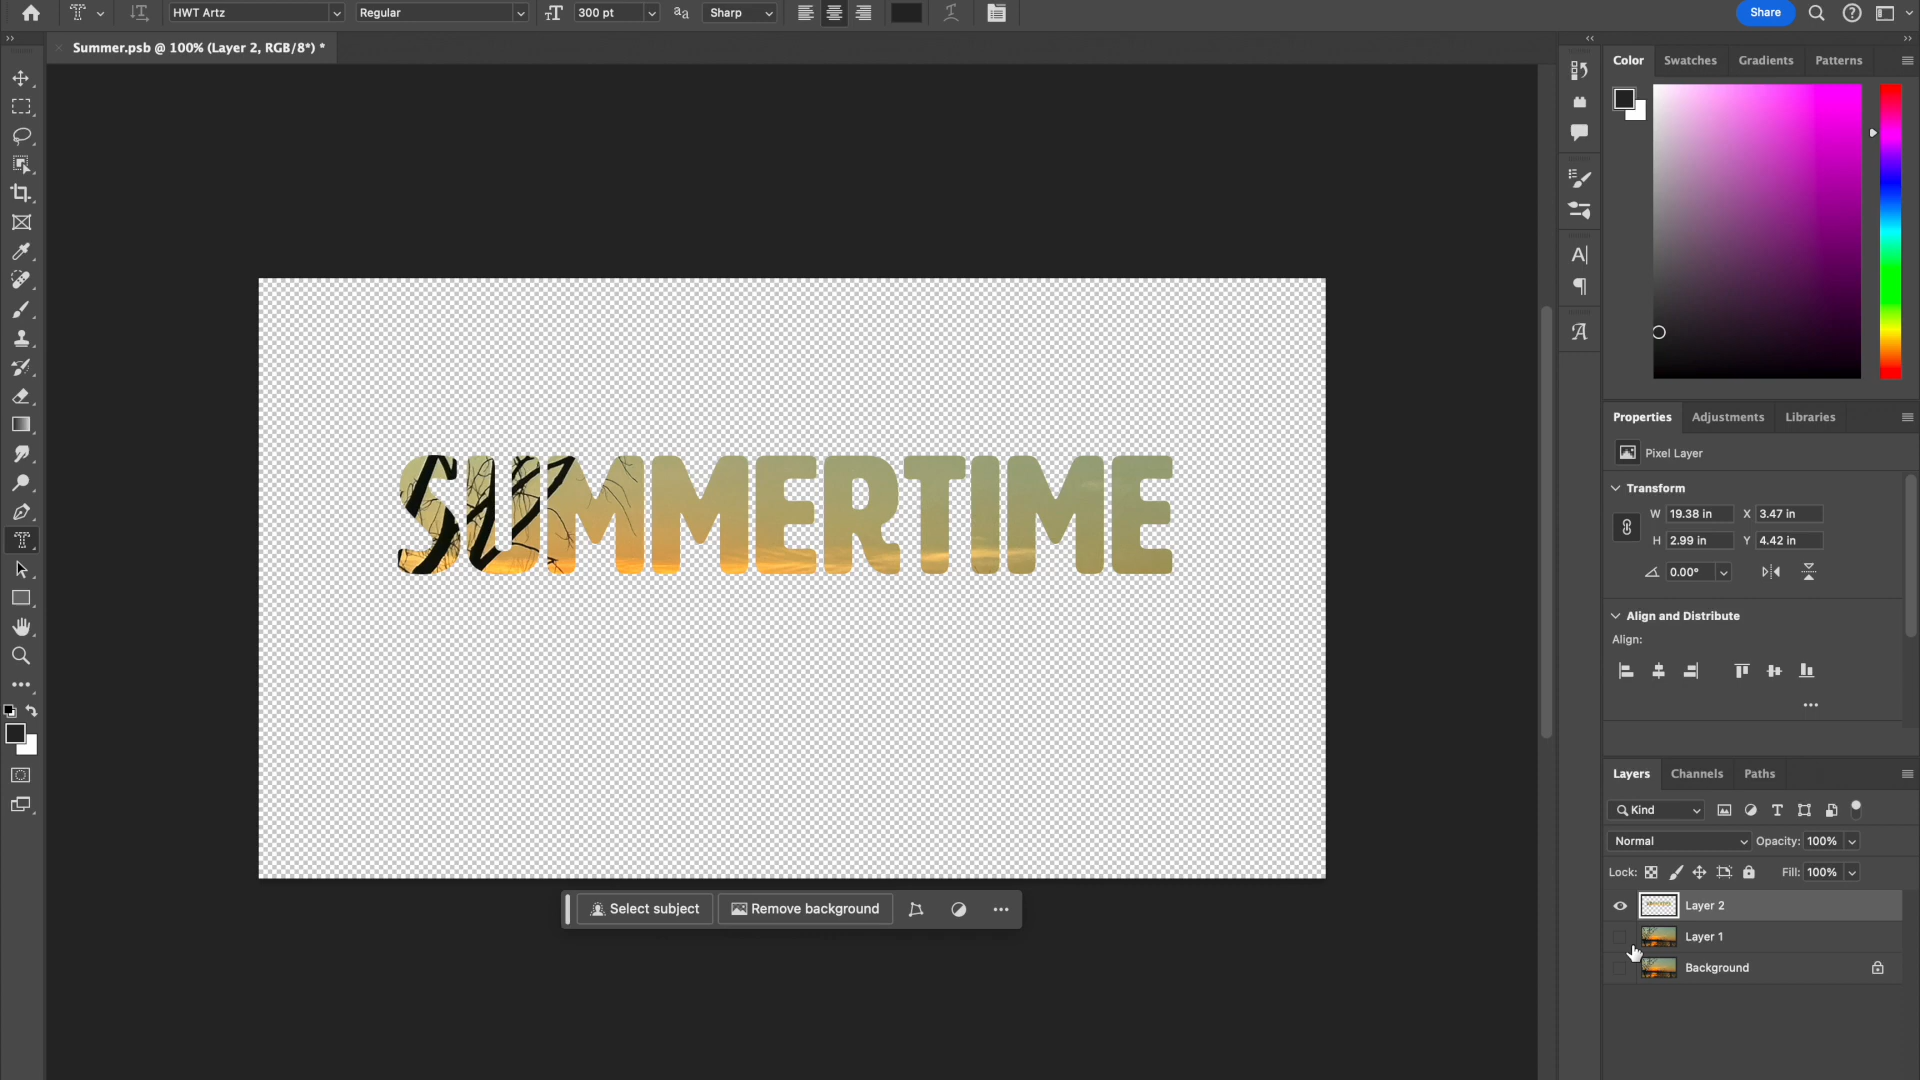 HWT Artz
Regular
300 pt
Sharp
Share
Summer.psb @ 100% (Layer 2, RGB/8*) *
Color
Swatches
Gradients
Patterns
SUMMERTIME
Properties
Adjustments
Libraries
Pixel Layer
Transform
W 19.38 in X 3.47 in
H 2.99 in Y 4.42 in
0.00°
Align and Distribute
Align:
Layers
Channels
Paths
Kind
Normal
Opacity: 100%
Lock:
Fill: 100%
Layer 2
Layer 1
Background
Select subject
Remove background